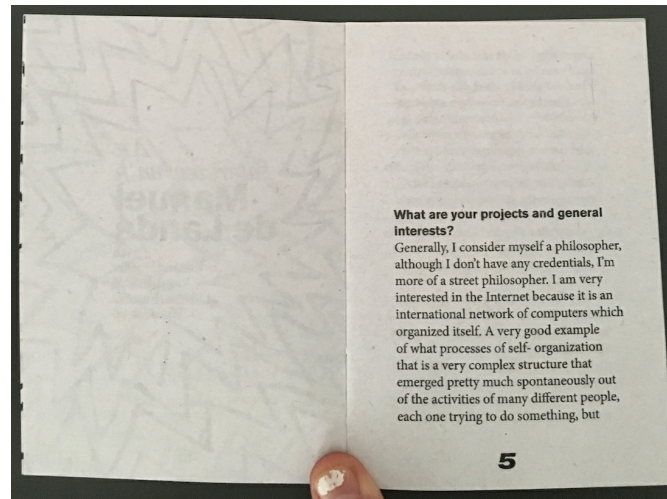 Manuel
de Landa
What are your projects and general
interests?
Generally, I consider myself a philosopher,
although I don't have any credentials, I'm
more of a street philosopher. I am very
interested in the Internet because it is an
international network of computers which
organized itself. A very good example
of what processes of self- organization
that is a very complex structure that
emerged pretty much spontaneously out
of the activities of many different people,
each one trying to do something, but
5